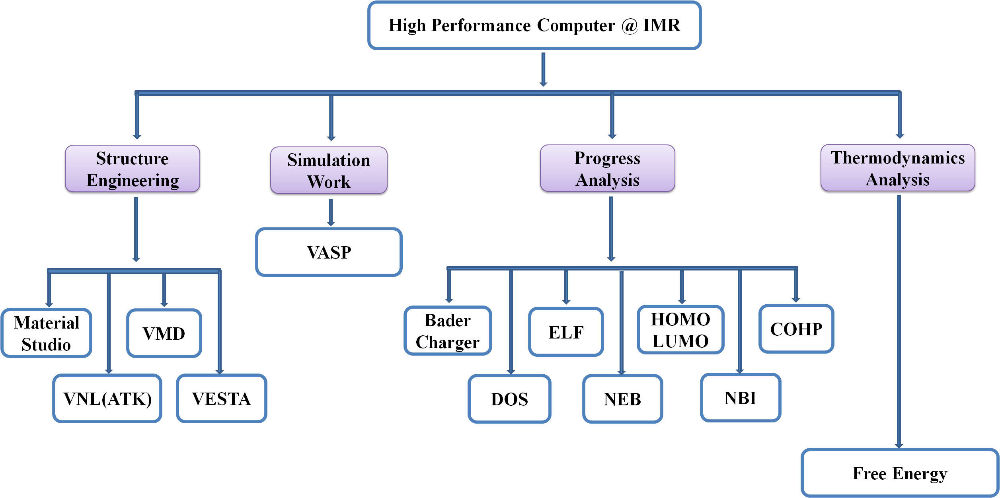 High Performance Computer @ IMR
Structure
Engineering
Simulation
Work
Progress
Analysis
Thermodynamics
Analysis
VASP
Material
Studio
VMD
Bader
Charger
ELF
HOMO
LUMO
COHP
VNL(ATK)
VESTA
DOS
NEB
NBI
Free Energy